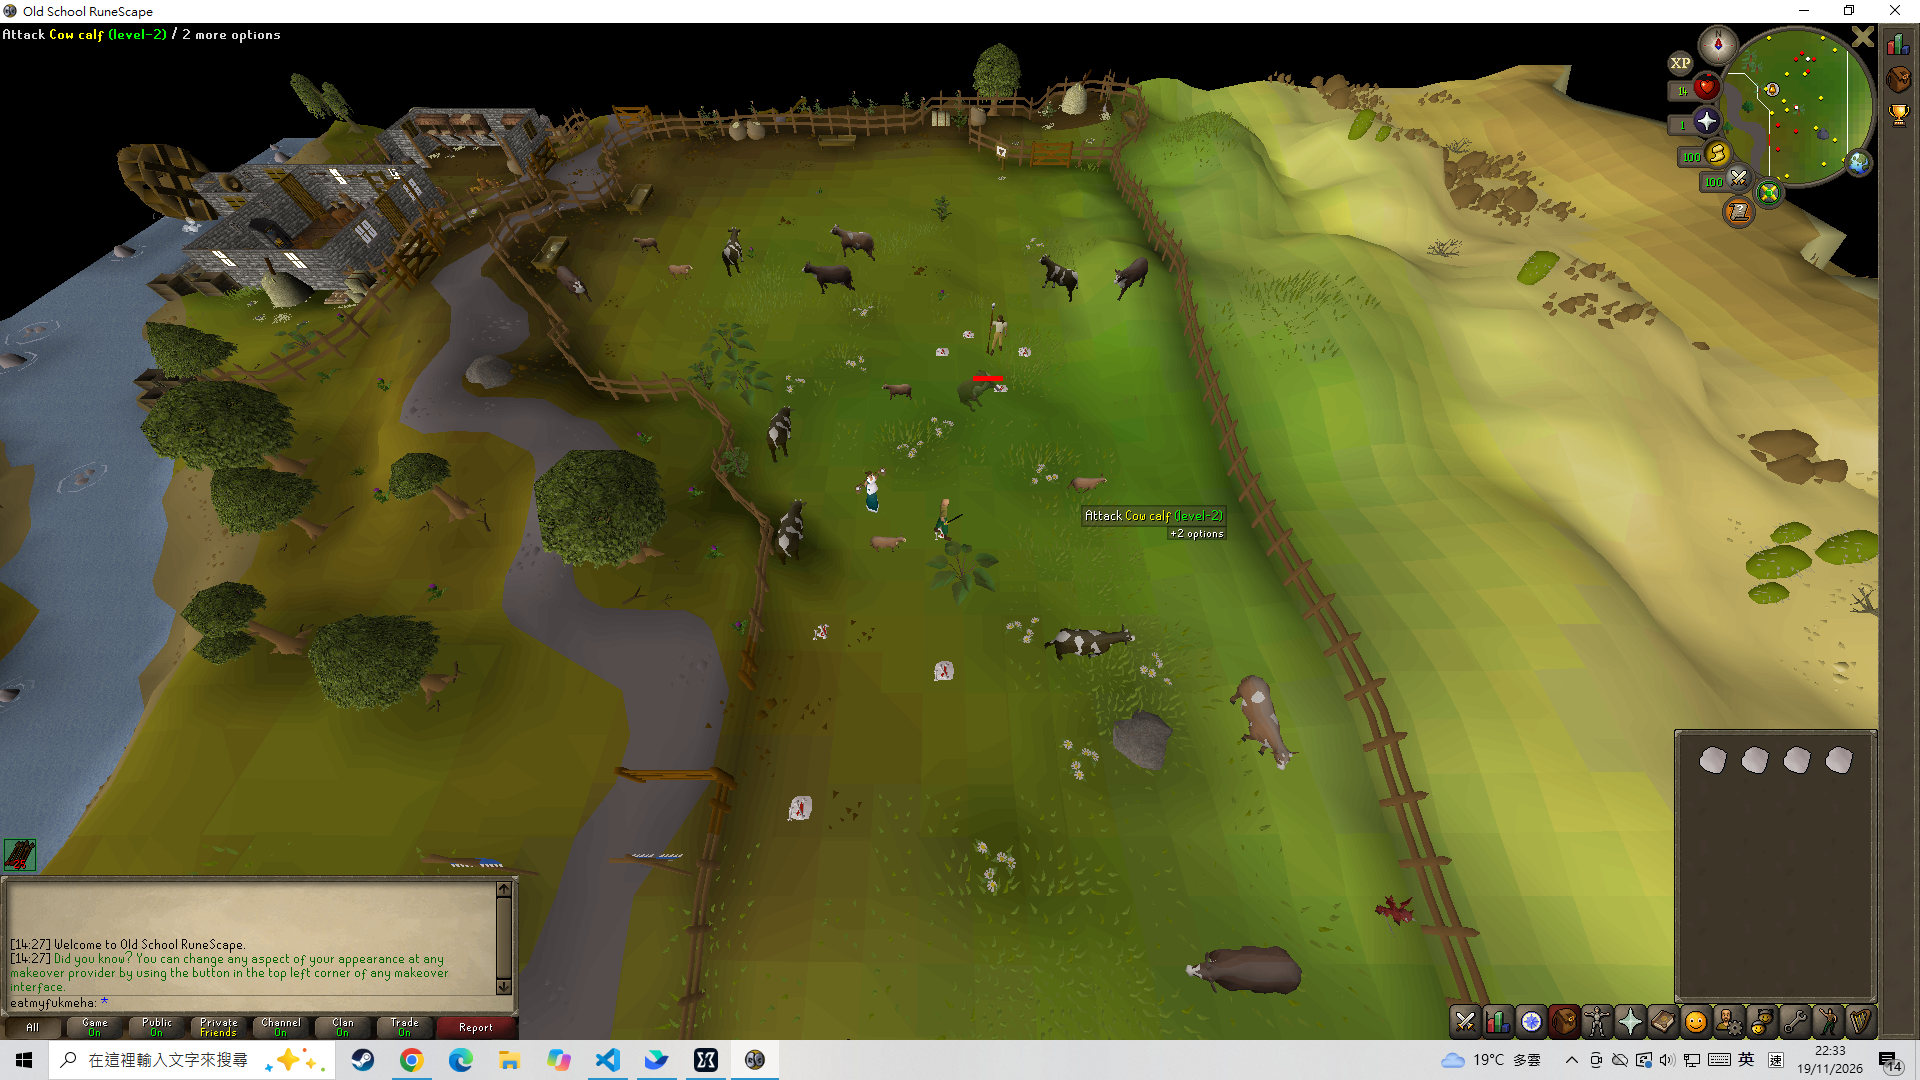 Old School RuneScape
Attack Cow calf (level-2) / 2 more options
N
XP
14
1
100
100
Attack Cow calf (level-2)
+2 options
[14:27] Welcome to Old School RuneScape.
[14:27] Did you know? You can change any aspect of your appearance at any
makeover provider by using the button in the top left corner of any makeover
interface.
eatmyfukmeha: *
All
Game
On
Public
On
Private
Friends
Channel
On
Clan
On
Trade
On
Report
在這裡輸入文字來搜尋
19°C 多雲
英
速
22:33
19/11/2026
14